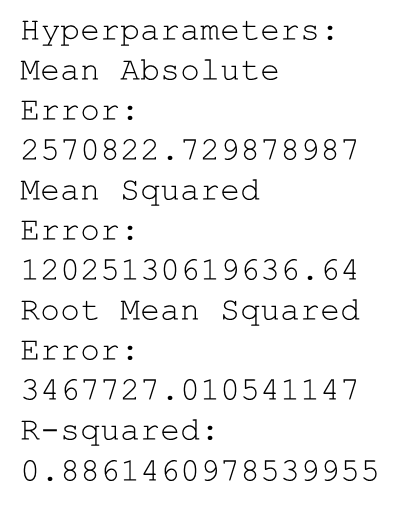 Hyperparameters:
Mean Absolute
Error:
2570822.729878987
Mean Squared
Error:
12025130619636.64
Root Mean Squared
Error:
3467727.010541147
R-squared:
0.8861460978539955